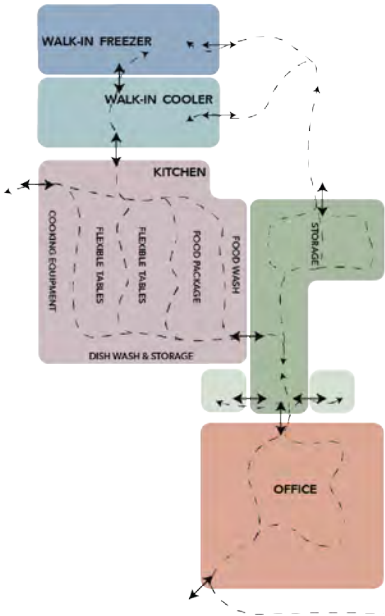 WALK-IN FREEZER
WALK-IN COOLER
KITCHEN
COOKING EQUIPMENT
FLEXIBLE TABLES
FLEXIBLE TABLES
FOOD PACKAGE
FOOD WASH
STORAGE
DISH WASH & STORAGE
OFFICE